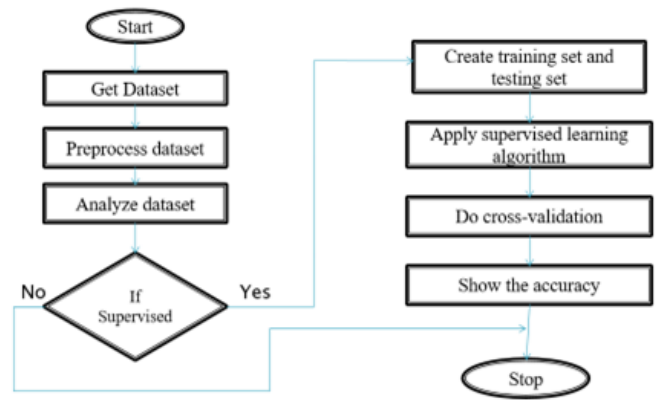 Start
Get Dataset
Preprocess dataset
Analyze dataset
If
Supervised
No
Yes
Create training set and
testing set
Apply supervised learning
algorithm
Do cross-validation
Show the accuracy
Stop